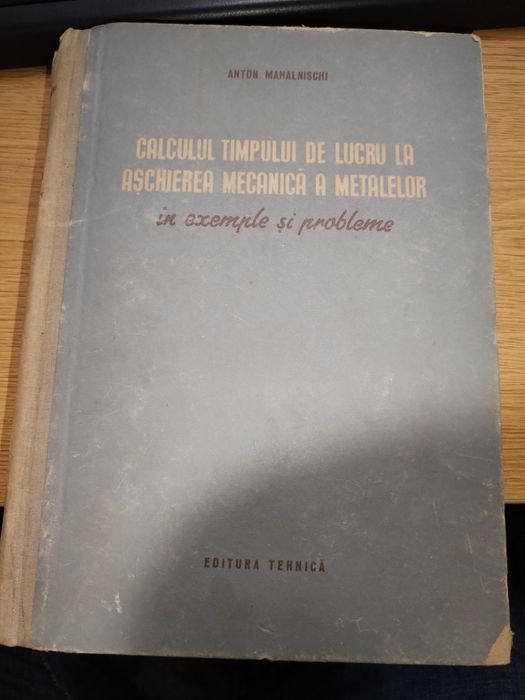 ANTON MAHALNISCHI
CALCULUL TIMPULUI DE LUCRU LA
AȘCHIEREA MECANICĂ A METALELOR
în exemple și probleme
EDITURA TEHNICĂ